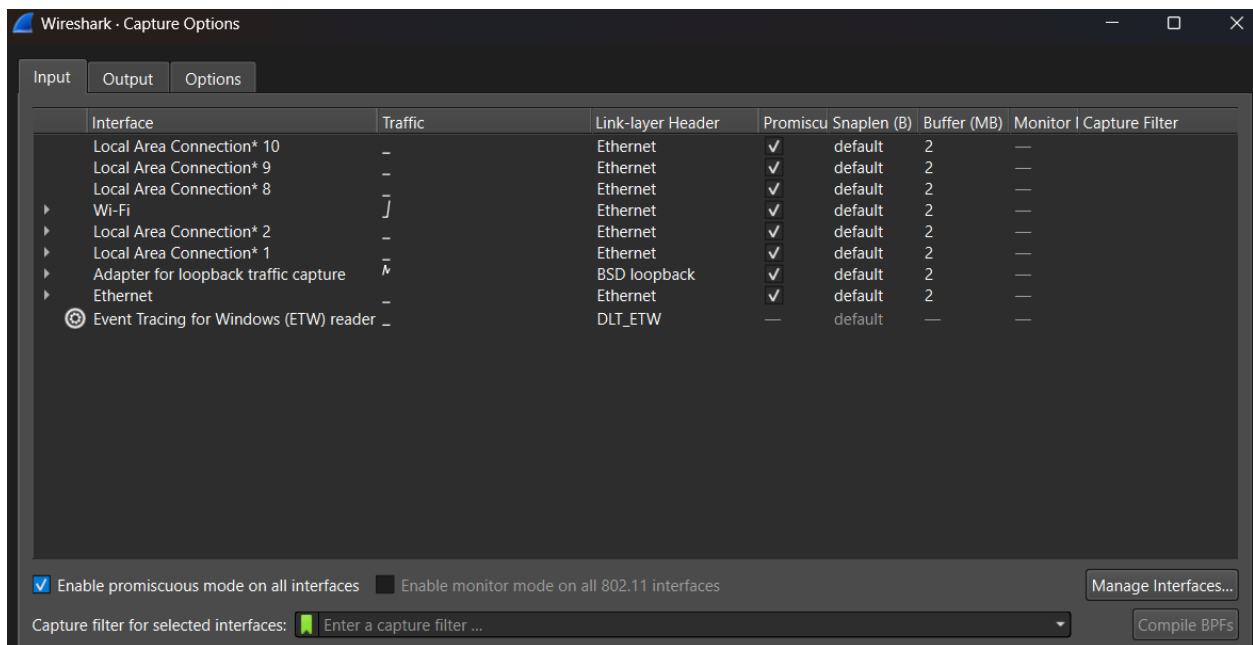 Wireshark · Capture Options
Input Output Options
Interface Traffic Link-layer Header Promiscu Snaplen (B) Buffer (MB) Monitor I Capture Filter
Local Area Connection* 10 _ Ethernet ✓ default 2 —
Local Area Connection* 9 _ Ethernet ✓ default 2 —
Local Area Connection* 8 _ Ethernet ✓ default 2 —
Wi-Fi Ethernet ✓ default 2 —
Local Area Connection* 2 _ Ethernet ✓ default 2 —
Local Area Connection* 1 _ Ethernet ✓ default 2 —
Adapter for loopback traffic capture BSD loopback ✓ default 2 —
Ethernet _ Ethernet ✓ default 2 —
Event Tracing for Windows (ETW) reader _ DLT_ETW — default — —
Enable promiscuous mode on all interfaces Enable monitor mode on all 802.11 interfaces Manage Interfaces...
Capture filter for selected interfaces: Enter a capture filter ... Compile BPFs